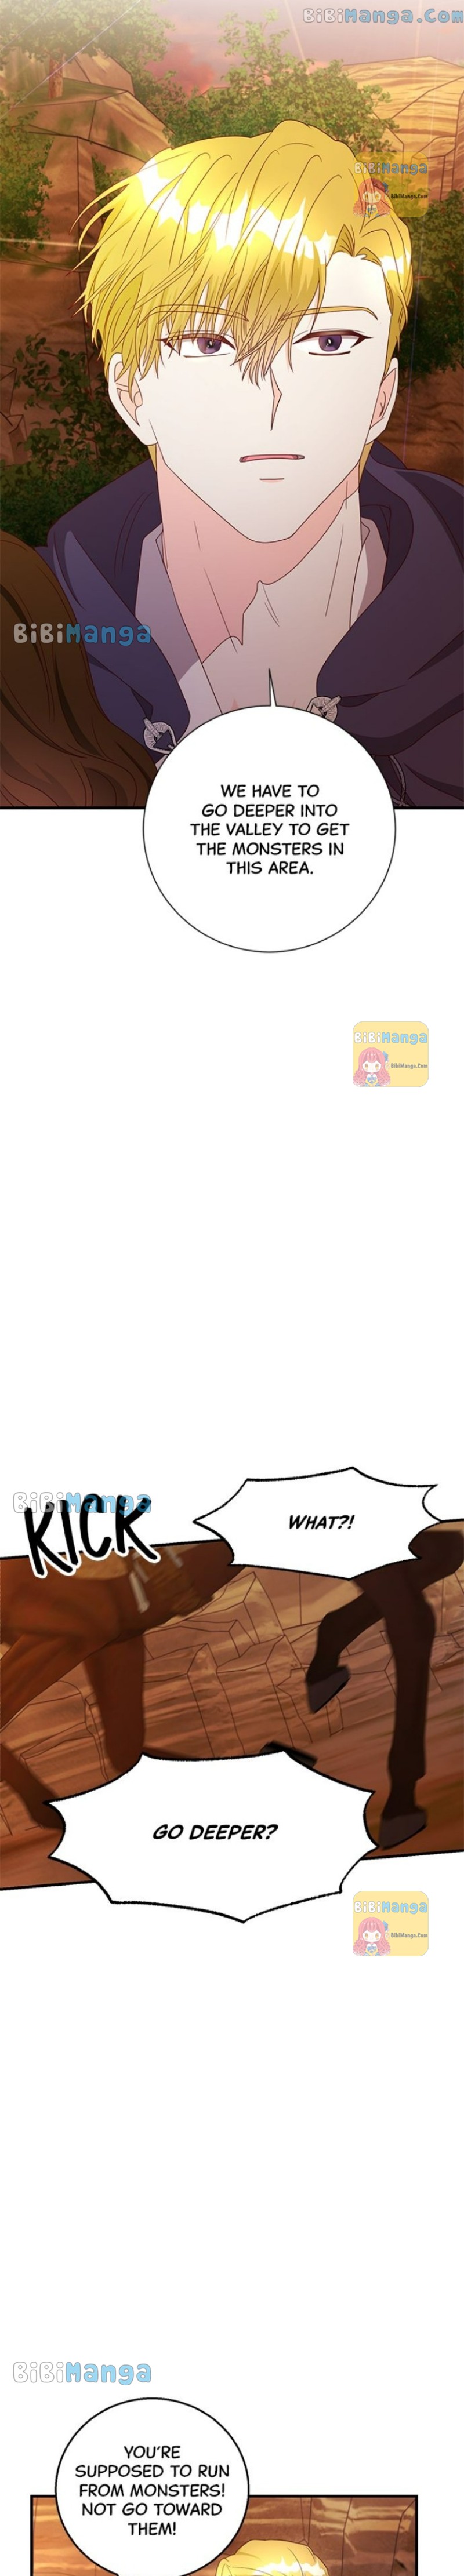 BiBiManga.Com
BiBiManga
BibiManga.Com
BiBiManga
WE HAVE TO
GO DEEPER INTO
THE VALLEY TO GET
THE MONSTERS IN
THIS AREA.
BiBiManga
BibiManga.Com
BiBiManga
KICK
WHAT?!
GO DEEPER?
BiBiManga
BibiManga.Com
BiBiManga
YOU'RE
SUPPOSED TO RUN
FROM MONSTERS!
NOT GO TOWARD
THEM!